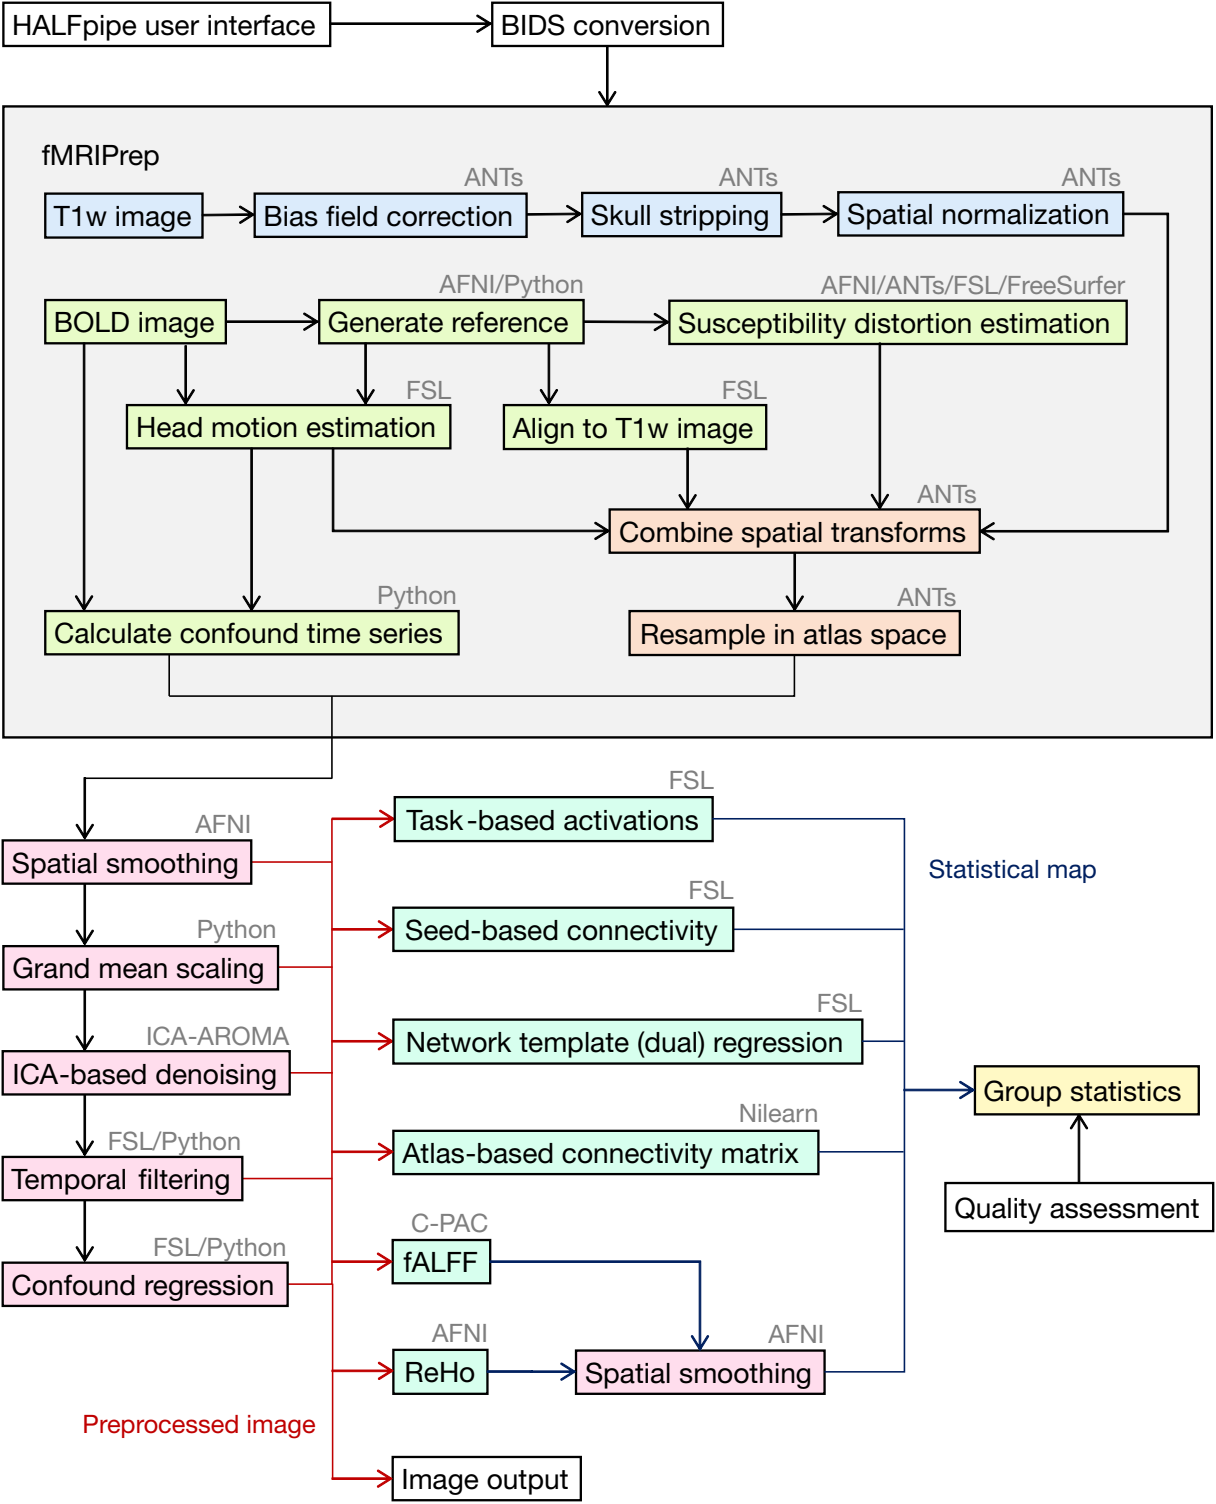 HALFpipe user interface
BIDS conversion
fMRIPrep
ANTs
ANTs
ANTs
T1w image
Bias field correction
Skull stripping
Spatial normalization
AFNI/Python
AFNI/ANTs/FSL/FreeSurfer
BOLD image
Generate reference
Susceptibility distortion estimation
FSL
FSL
Head motion estimation
Align to T1w image
ANTs
Combine spatial transforms
Python
ANTs
Calculate confound time series
Resample in atlas space
FSL
Task-based activations
AFNI
Spatial smoothing
Statistical map
FSL
Seed-based connectivity
Python
Grand mean scaling
FSL
Network template (dual) regression
ICA-AROMA
ICA-based denoising
Group statistics
Nilearn
Atlas-based connectivity matrix
FSL/Python
Temporal filtering
Quality assessment
C-PAC
fALFF
FSL/Python
Confound regression
AFNI
ReHo
AFNI
Spatial smoothing
Preprocessed image
Image output